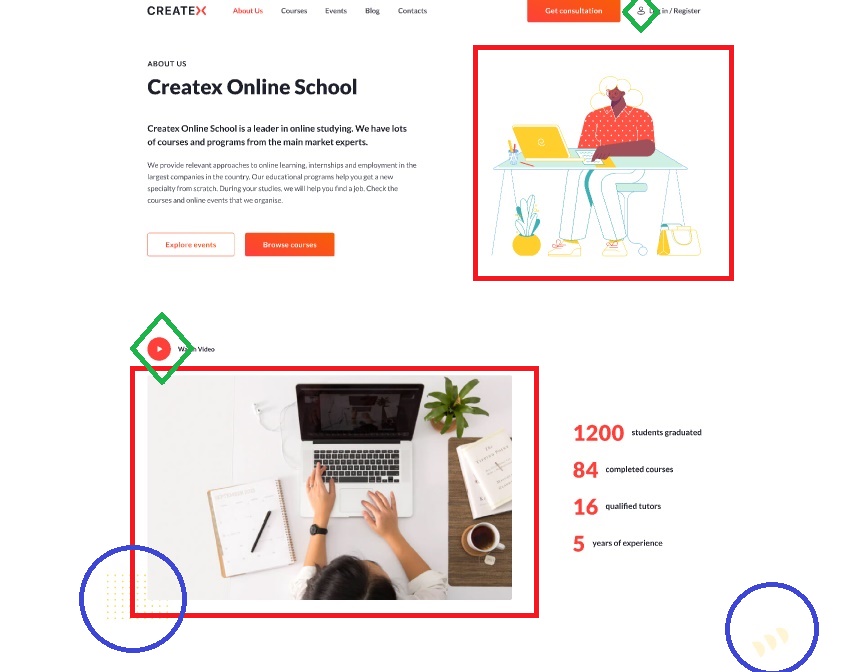 CREATEX
About Us
Courses
Events
Blog
Contacts
Get consultation
in / Register
ABOUT US
Createx Online School
Createx Online School is a leader in online studying. We have lots
of courses and programs from the main market experts.
We provide relevant approaches to online learning, internships and employment in the
largest companies in the country. Our educational programs help you get a new
specialty from scratch. During your studies, we will help you find a job. Check the
courses and online events that we organise.
Explore events
Browse courses
Video
1200 students graduated
84 completed courses
16 qualified tutors
5 years of experience